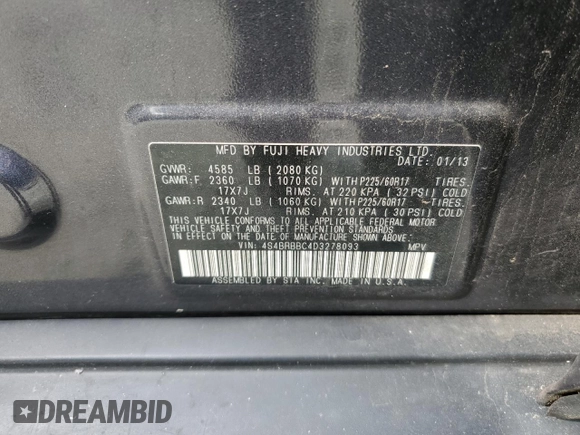 MFD BY FUJI HEAVY INDUSTRIES LTD.
DATE: 01/13
GVWR: 4585 LB (2080 KG)
GAWR:F 2360 LB (1070 KG) WITH P225/60R17 TIRES.
17X7J RIMS. AT 220 KPA (32 PSI) COLD
GAWR:R 2340 LB (1060 KG) WITH P225/60R17 TIRES.
17X7J RIMS. AT 210 KPA (30 PSI) COLD
THIS VEHICLE CONFORMS TO ALL APPLICABLE FEDERAL MOTOR
VEHICLE SAFETY AND THEFT PREVENTION STANDARDS IN
EFFECT ON THE DATE OF MANUFACTURE SHOWN ABOVE.
VIN: 4S4BRBBC4D3278093 MPV
ASSEMBLED BY SIA INC. MADE IN U.S.A.
DREAMBID